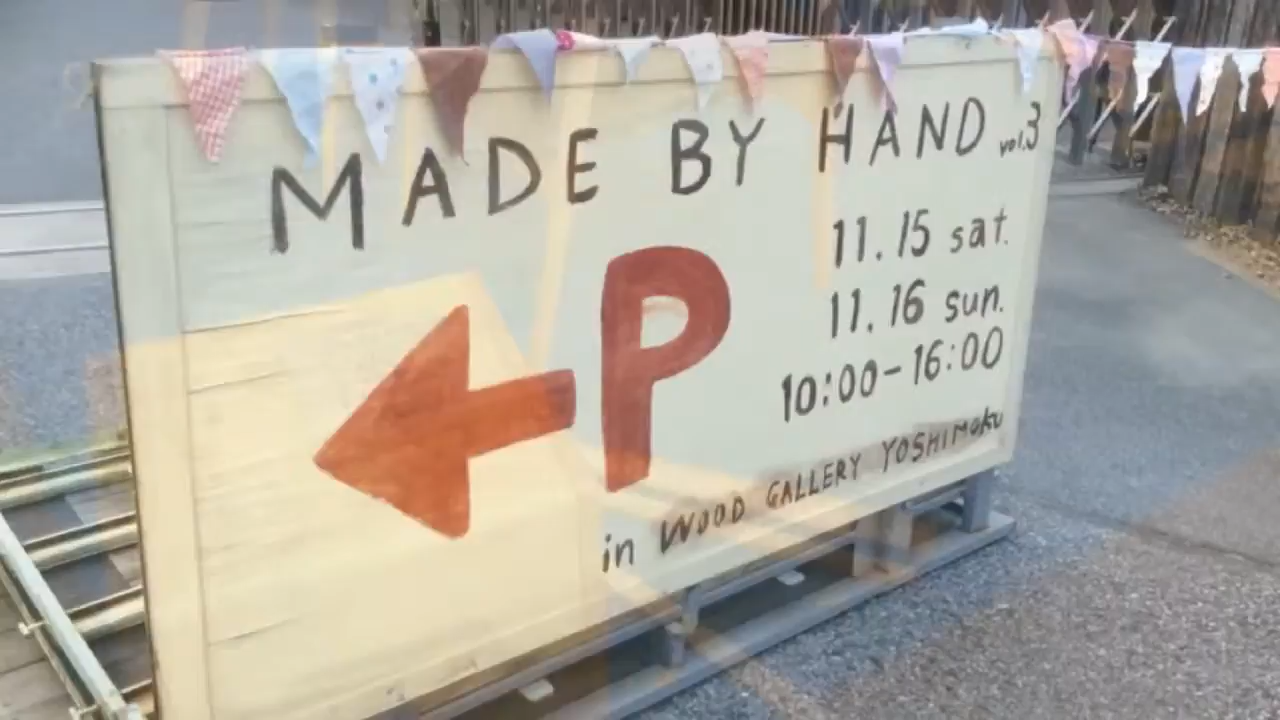 MADE BY HAND vol.3
11.15 sat.
11.16 sun.
10:00-16:00
P
in WOOD GALLERY YOSHIMOKU